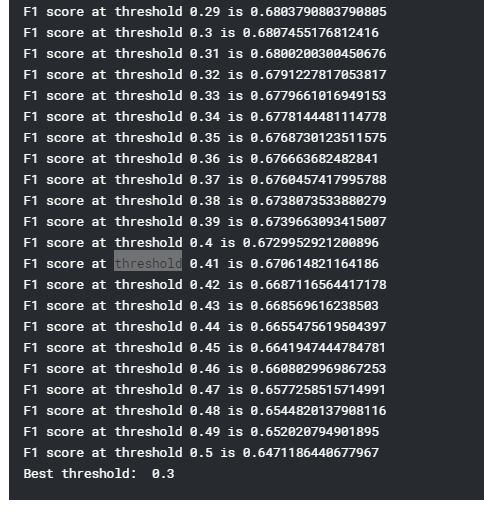 F1 score at threshold 0.29 is 0.6803790803790805
F1 score at threshold 0.3 is 0.6807455176812416
F1 score at threshold 0.31 is 0.6800200300450676
F1 score at threshold 0.32 is 0.6791227817053817
F1 score at threshold 0.33 is 0.6779661016949153
F1 score at threshold 0.34 is 0.6778144481114778
F1 score at threshold 0.35 is 0.6768730123511575
F1 score at threshold 0.36 is 0.676663682482841
F1 score at threshold 0.37 is 0.6760457417995788
F1 score at threshold 0.38 is 0.6738073533880279
F1 score at threshold 0.39 is 0.6739663093415007
F1 score at threshold 0.4 is 0.6729952921200896
F1 score at threshold 0.41 is 0.670614821164186
F1 score at threshold 0.42 is 0.6687116564417178
F1 score at threshold 0.43 is 0.668569616238503
F1 score at threshold 0.44 is 0.6655475619504397
F1 score at threshold 0.45 is 0.6641947444784781
F1 score at threshold 0.46 is 0.6608029969867253
F1 score at threshold 0.47 is 0.6577258515714991
F1 score at threshold 0.48 is 0.6544820137908116
F1 score at threshold 0.49 is 0.652020794901895
F1 score at threshold 0.5 is 0.6471186440677967
Best threshold:  0.3